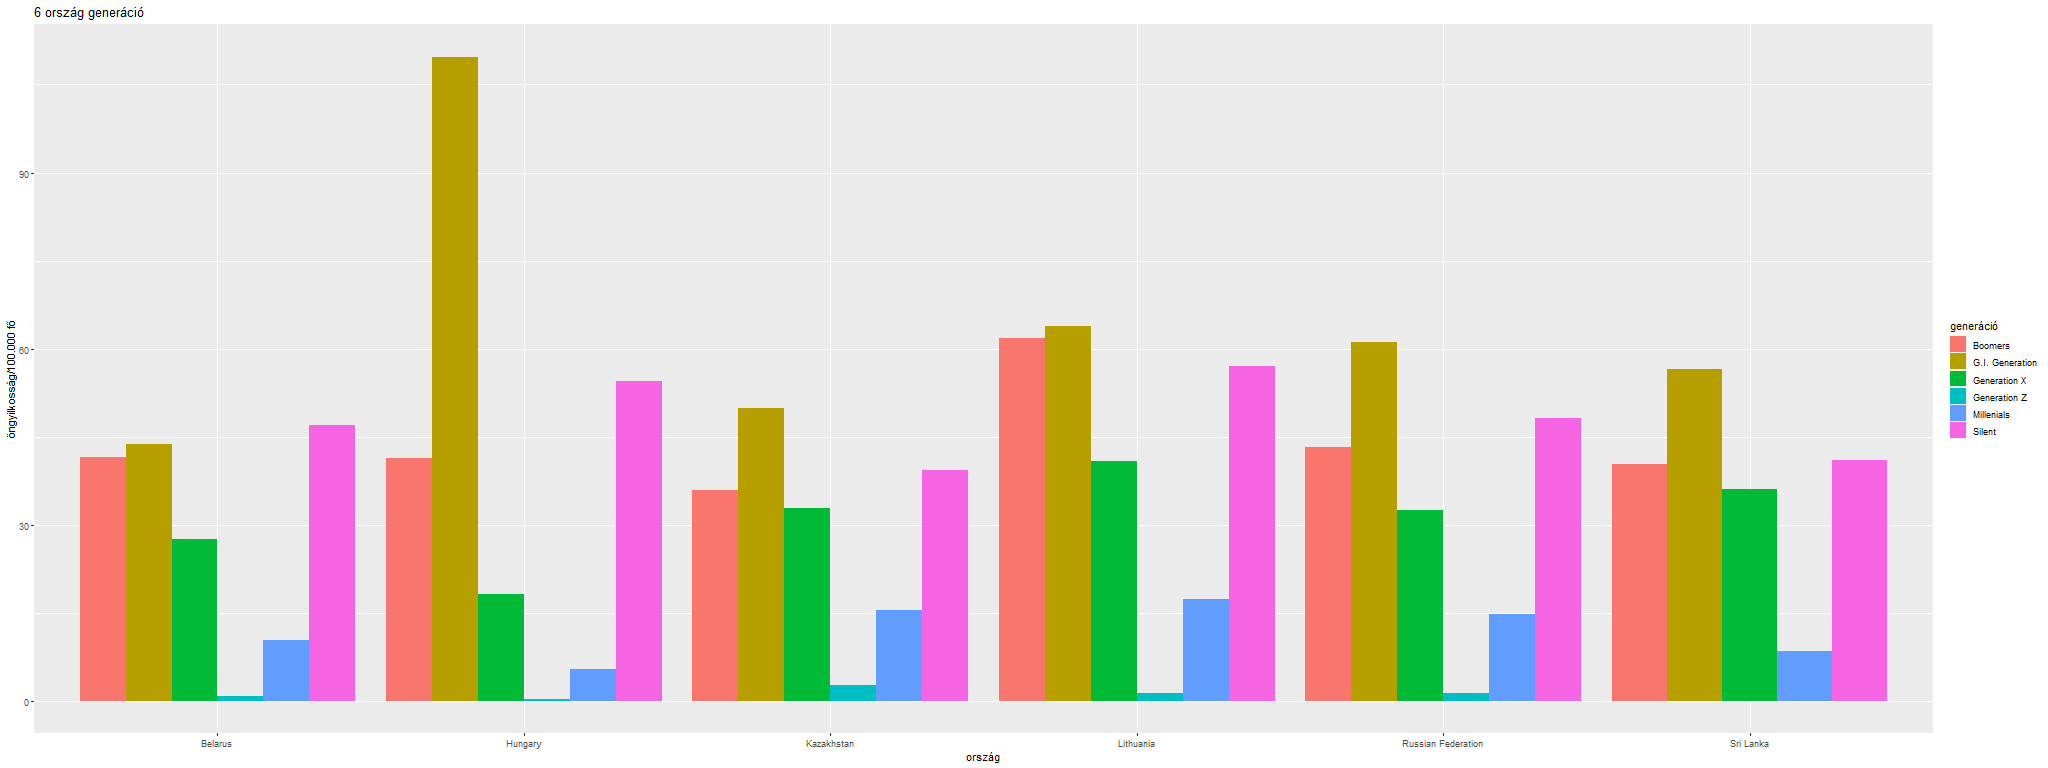 6 ország generáció
öngyilkosság/100.000 fő
90
60
30
0
Belarus
Hungary
Kazakhstan
Lithuania
Russian Federation
Sri Lanka
ország
generáció
Boomers
G.I. Generation
Generation X
Generation Z
Millenials
Silent